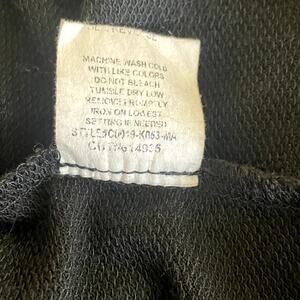 MACHINE WASH COLD
WITH LIKE COLORS
DO NOT BLEACH
TUMBLE DRY LOW
REMOVE PROMPTLY
IRON ON LOWEST
SETTING IF NEEDED